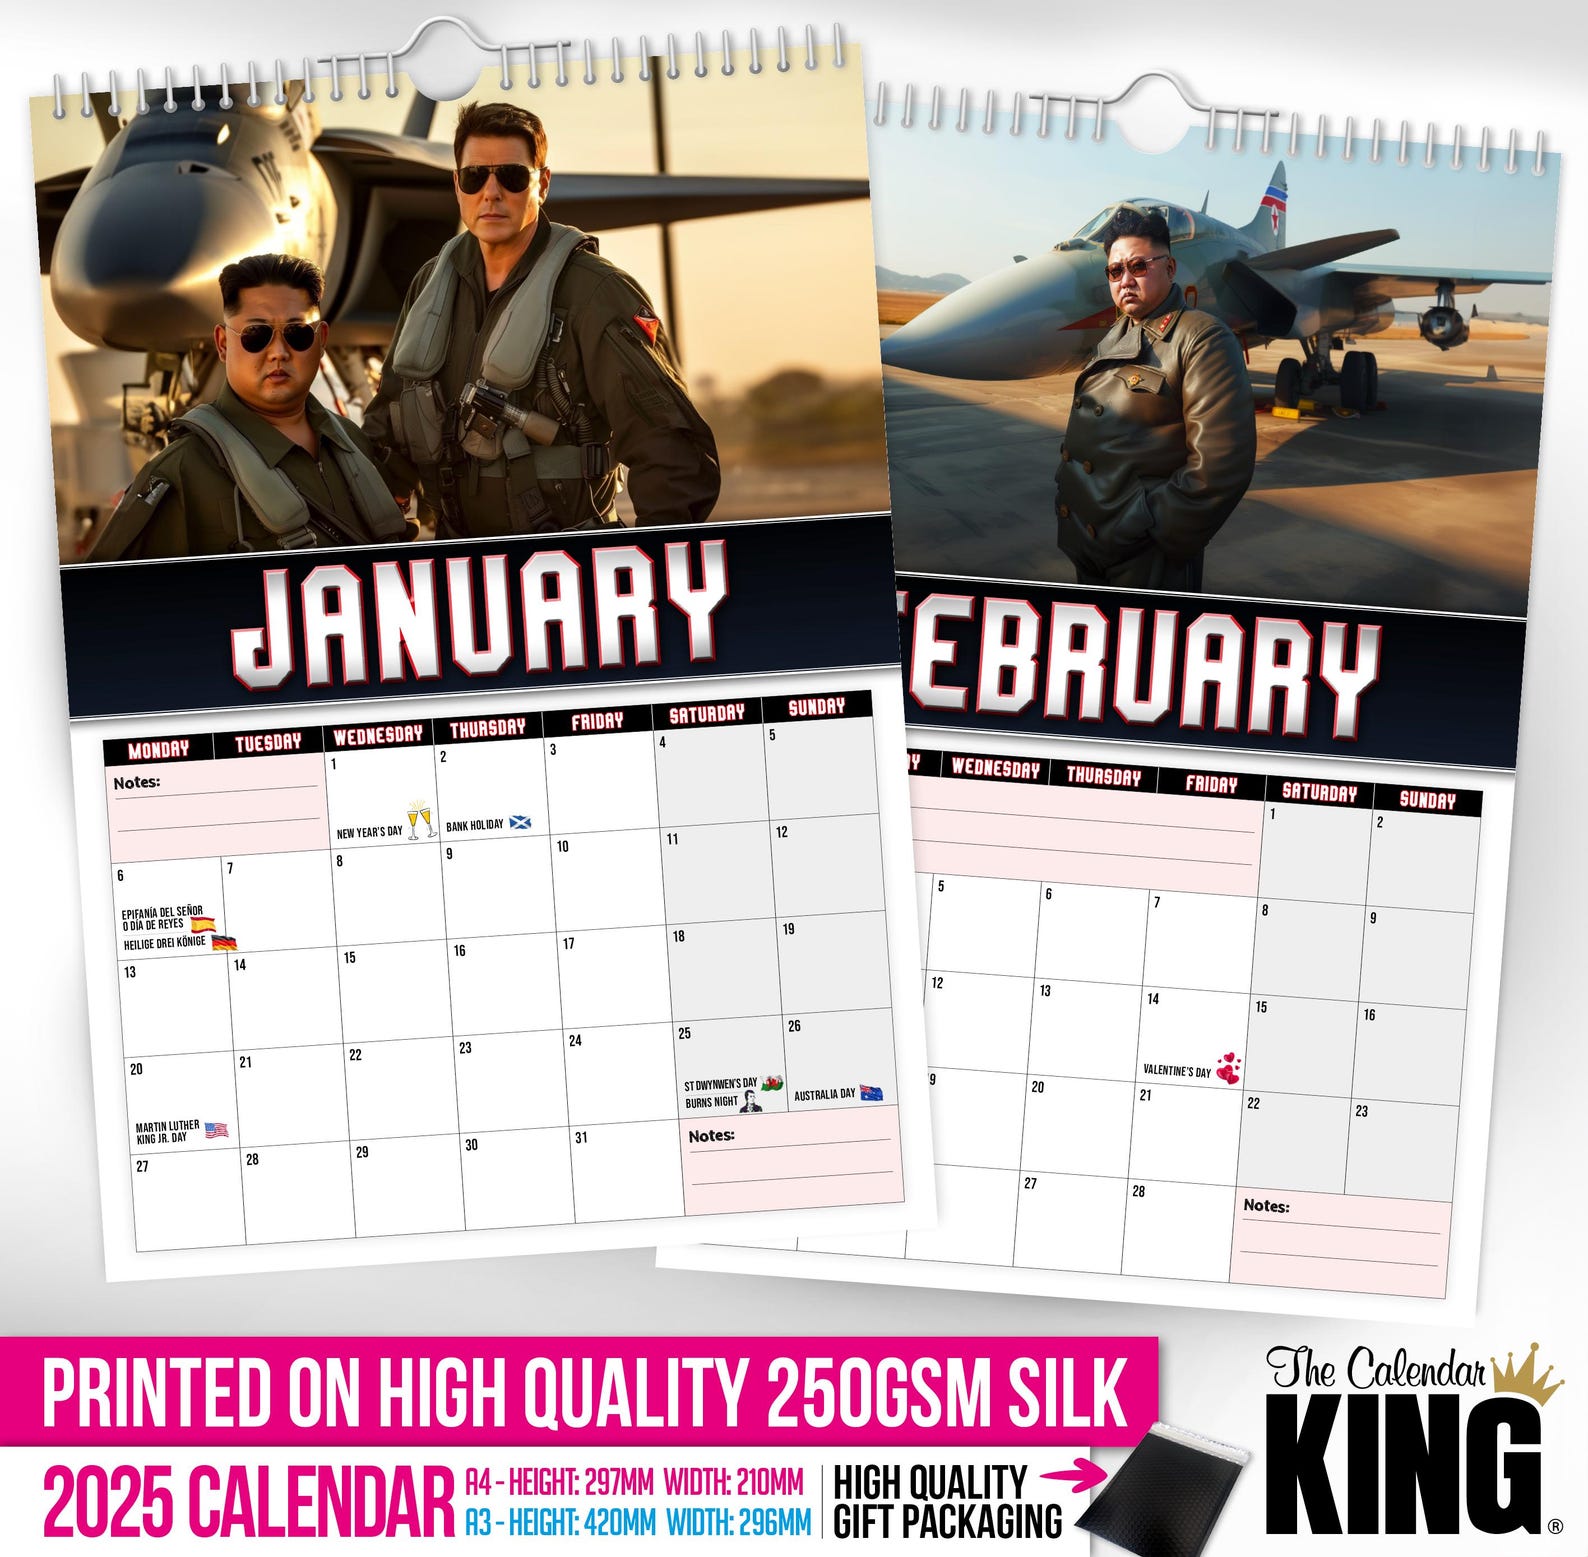 JANUARY
MONDAY TUESDAY WEDNESDAY THURSDAY FRIDAY SATURDAY SUNDAY
Notes: 1 2 3 4 5
NEW YEAR'S DAY BANK HOLIDAY
6 7 8 9 10 11 12
EPIFANÍA DEL SEÑOR
O DÍA DE REYES
HEILIGE DREI KÖNIGE
13 14 15 16 17 18 19
20 21 22 23 24 25 26
MARTIN LUTHER
KING JR. DAY
ST DWYNWEN'S DAY
BURNS NIGHT
AUSTRALIA DAY
27 28 29 30 31 Notes:
EBRUARY
Y WEDNESDAY THURSDAY FRIDAY SATURDAY SUNDAY
1 2
5 6 7 8 9
12 13 14 15 16
VALENTINE'S DAY
9 20 21 22 23
27 28 Notes:
PRINTED ON HIGH QUALITY 250GSM SILK
2025 CALENDAR
A4 - HEIGHT: 297MM WIDTH: 210MM
A3 - HEIGHT: 420MM WIDTH: 296MM
HIGH QUALITY
GIFT PACKAGING
The Calendar
KING®